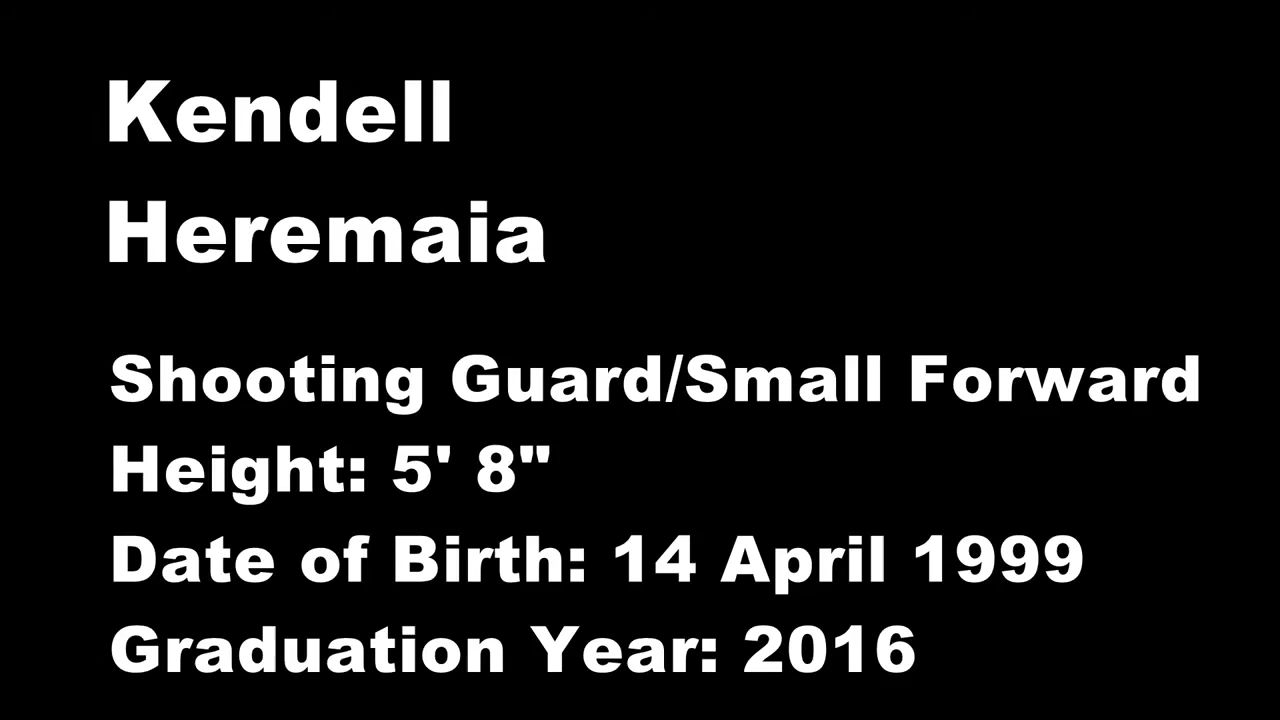 Kendell
Heremaia
Shooting Guard/Small Forward
Height: 5' 8"
Date of Birth: 14 April 1999
Graduation Year: 2016